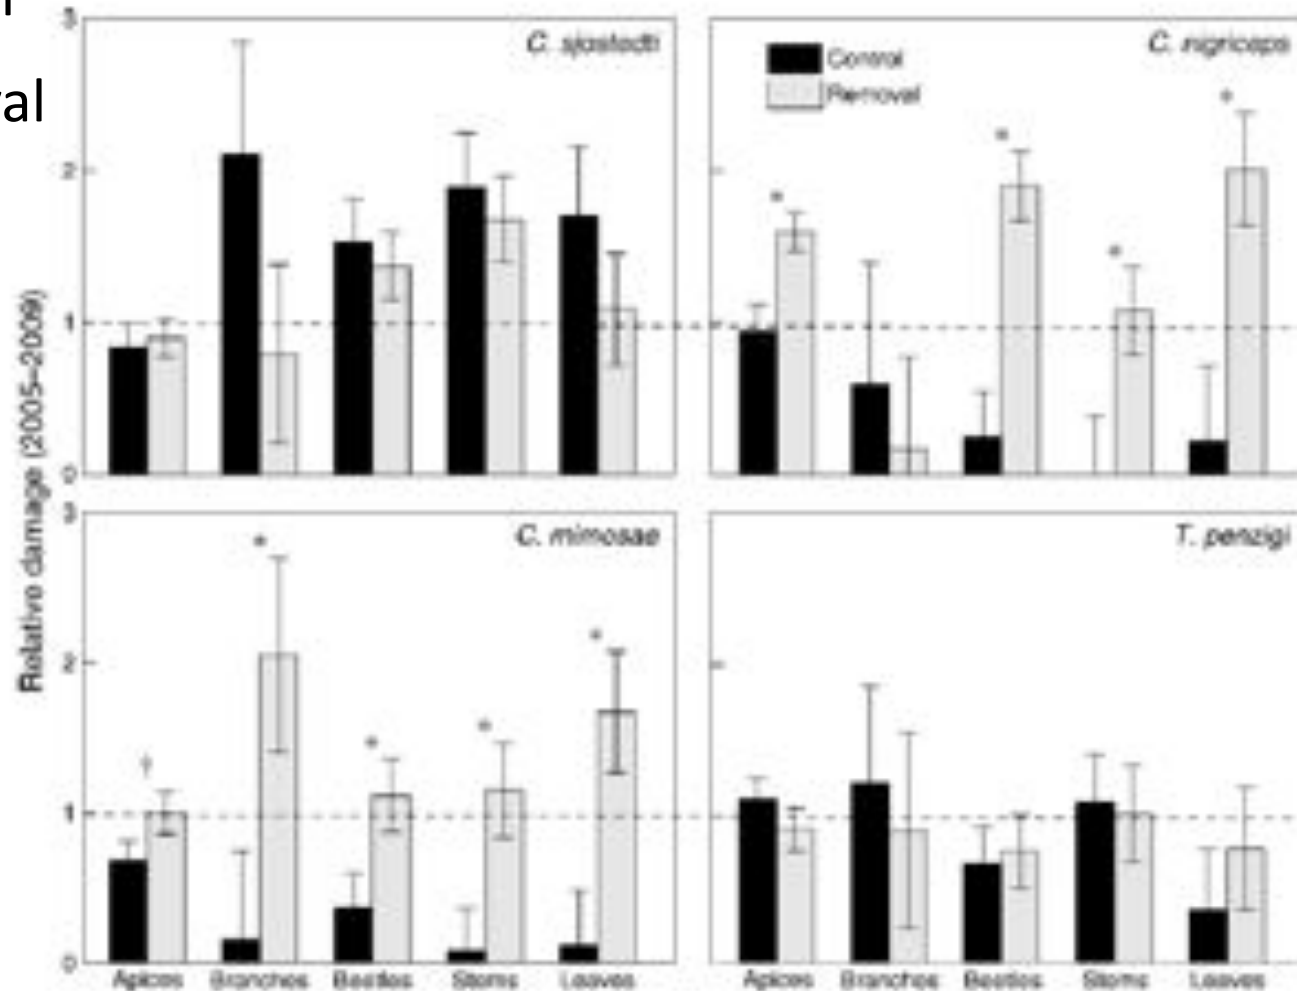 al
3
C. sjostedti
C. nigriceps
Control
Removal
2
1
0
Relative damage (2005–2009)
3
C. mimosae
*
T. penzigi
2
†
1
0
Apices Branches Beetles Stems Leaves
Apices Branches Beetles Stems Leaves